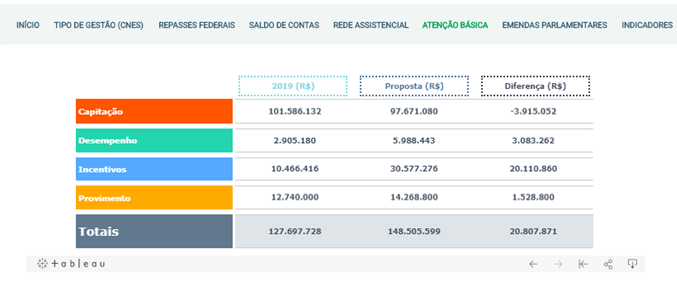 INÍCIO TIPO DE GESTÃO (CNES) REPASSES FEDERAIS SALDO DE CONTAS REDE ASSISTENCIAL ATENÇÃO BÁSICA EMENDAS PARLAMENTARES INDICADORES
2019 (R$) Proposta (R$) Diferença (R$)
Capitação 101.586.132 97.671.080 -3.915.052
Desempenho 2.905.180 5.988.443 3.083.262
Incentivos 10.466.416 30.577.276 20.110.860
Provimento 12.740.000 14.268.800 1.528.800
Totais 127.697.728 148.505.599 20.807.871
+ableau